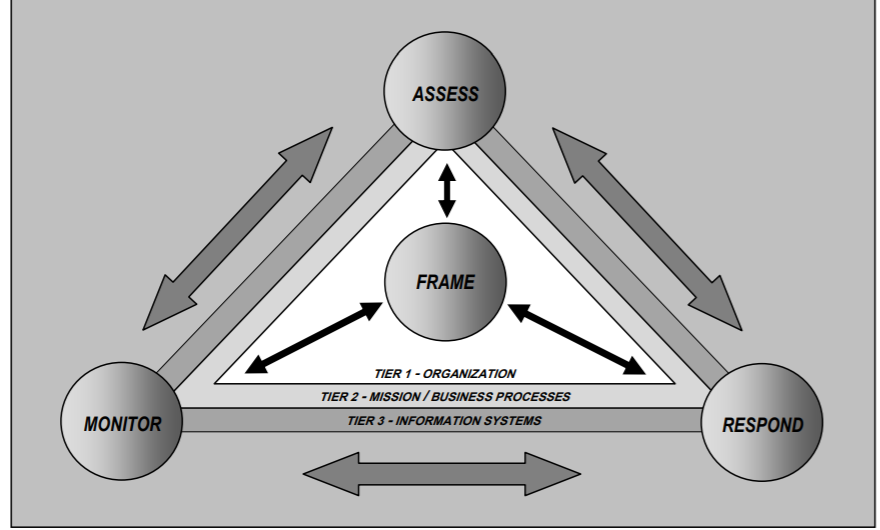 ASSESS
FRAME
TIER 1 - ORGANIZATION
TIER 2 - MISSION / BUSINESS PROCESSES
MONITOR
TIER 3 - INFORMATION SYSTEMS
RESPOND